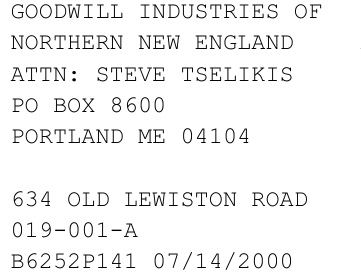 GOODWILL INDUSTRIES OF
NORTHERN NEW ENGLAND
ATTN: STEVE TSELIKIS
PO BOX 8600
PORTLAND ME 04104

634 OLD LEWISTON ROAD
019-001-A
B6252P141 07/14/2000